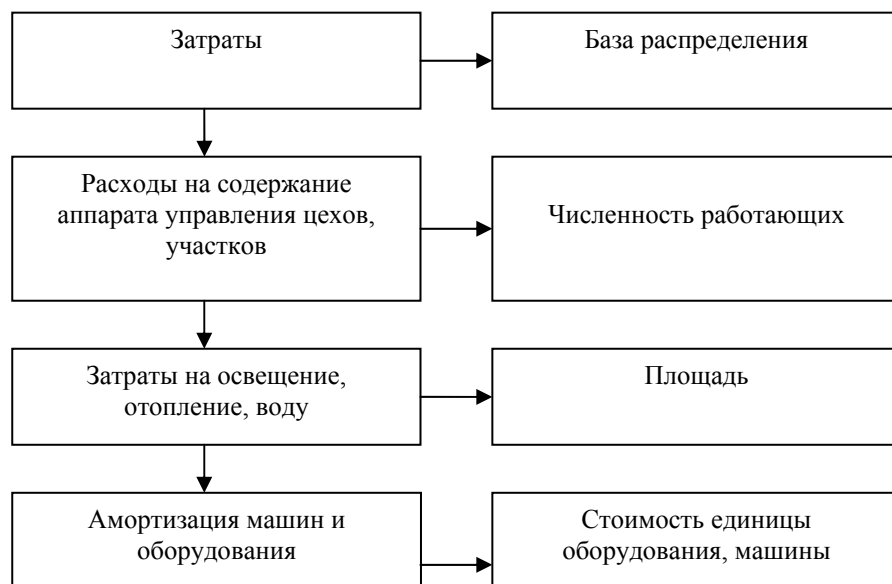 Затраты
База распределения
Расходы на содержание
аппарата управления цехов,
участков
Численность работающих
Затраты на освещение,
отопление, воду
Площадь
Амортизация машин и
оборудования
Стоимость единицы
оборудования, машины